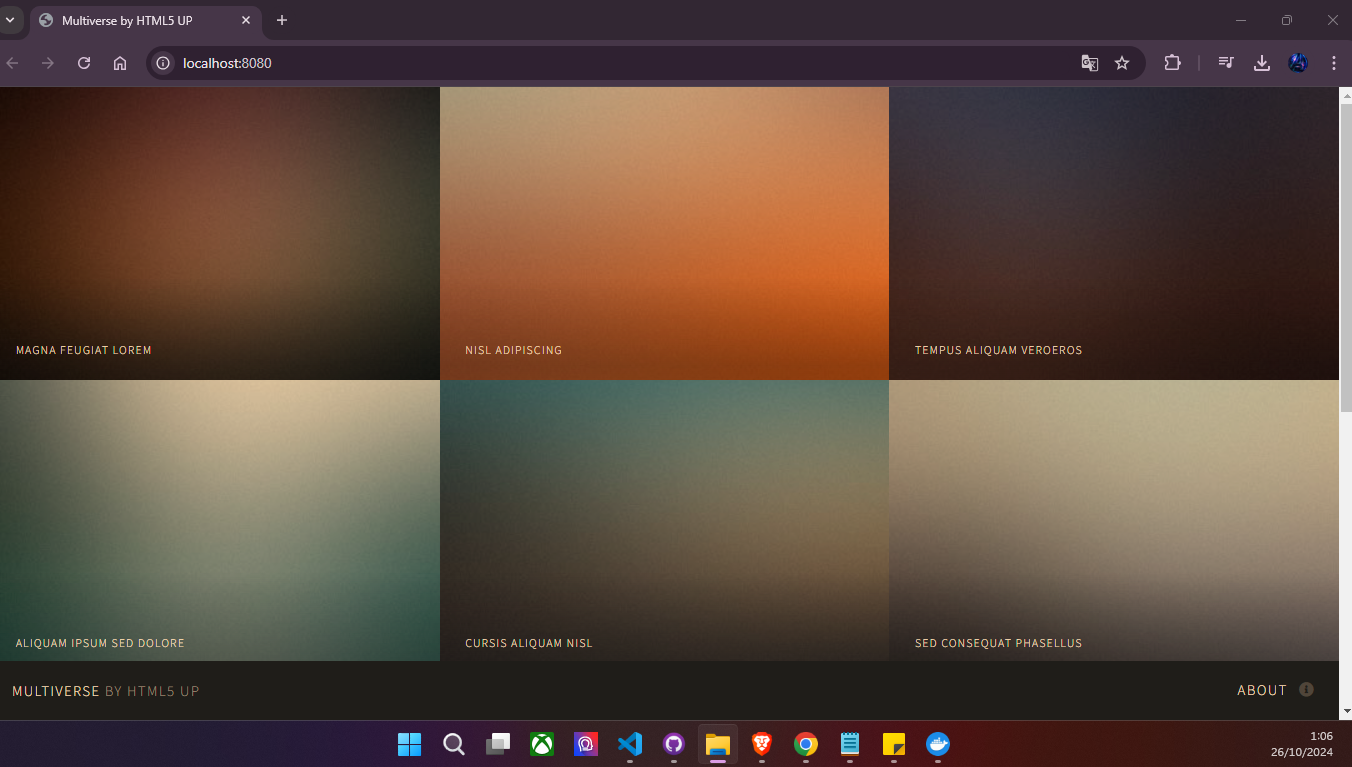 Multiverse by HTML5 UP
localhost:8080
MAGNA FEUGIAT LOREM
NISL ADIPISCING
TEMPUS ALIQUAM VEROEROS
ALIQUAM IPSUM SED DOLORE
CURSIS ALIQUAM NISL
SED CONSEQUAT PHASELLUS
MULTIVERSE BY HTML5 UP
ABOUT
1:06
26/10/2024